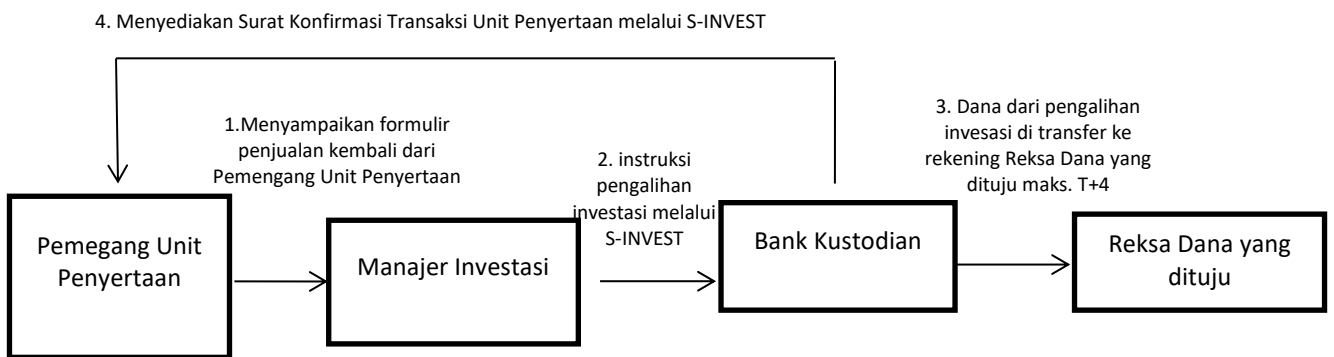 4. Menyediakan Surat Konfirmasi Transaksi Unit Penyertaan melalui S-INVEST
1.Menyampaikan formulir
penjualan kembali dari
Pemengang Unit Penyertaan
2. instruksi
pengalihan
investasi melalui
S-INVEST
3. Dana dari pengalihan
invesasi di transfer ke
rekening Reksa Dana yang
dituju maks. T+4
Pemegang Unit
Penyertaan
Manajer Investasi
Bank Kustodian
Reksa Dana yang
dituju